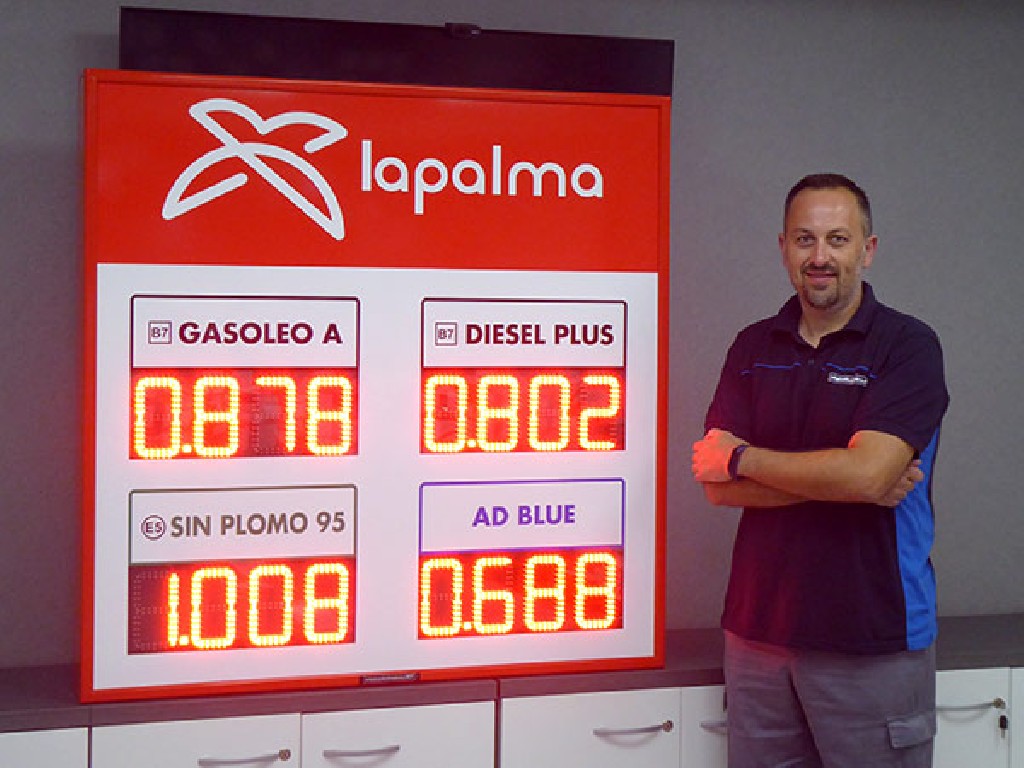 lapalma
B7 GASOLEO A
0.878
B7 DIESEL PLUS
0.802
E5 SIN PLOMO 95
1.008
AD BLUE
0.688